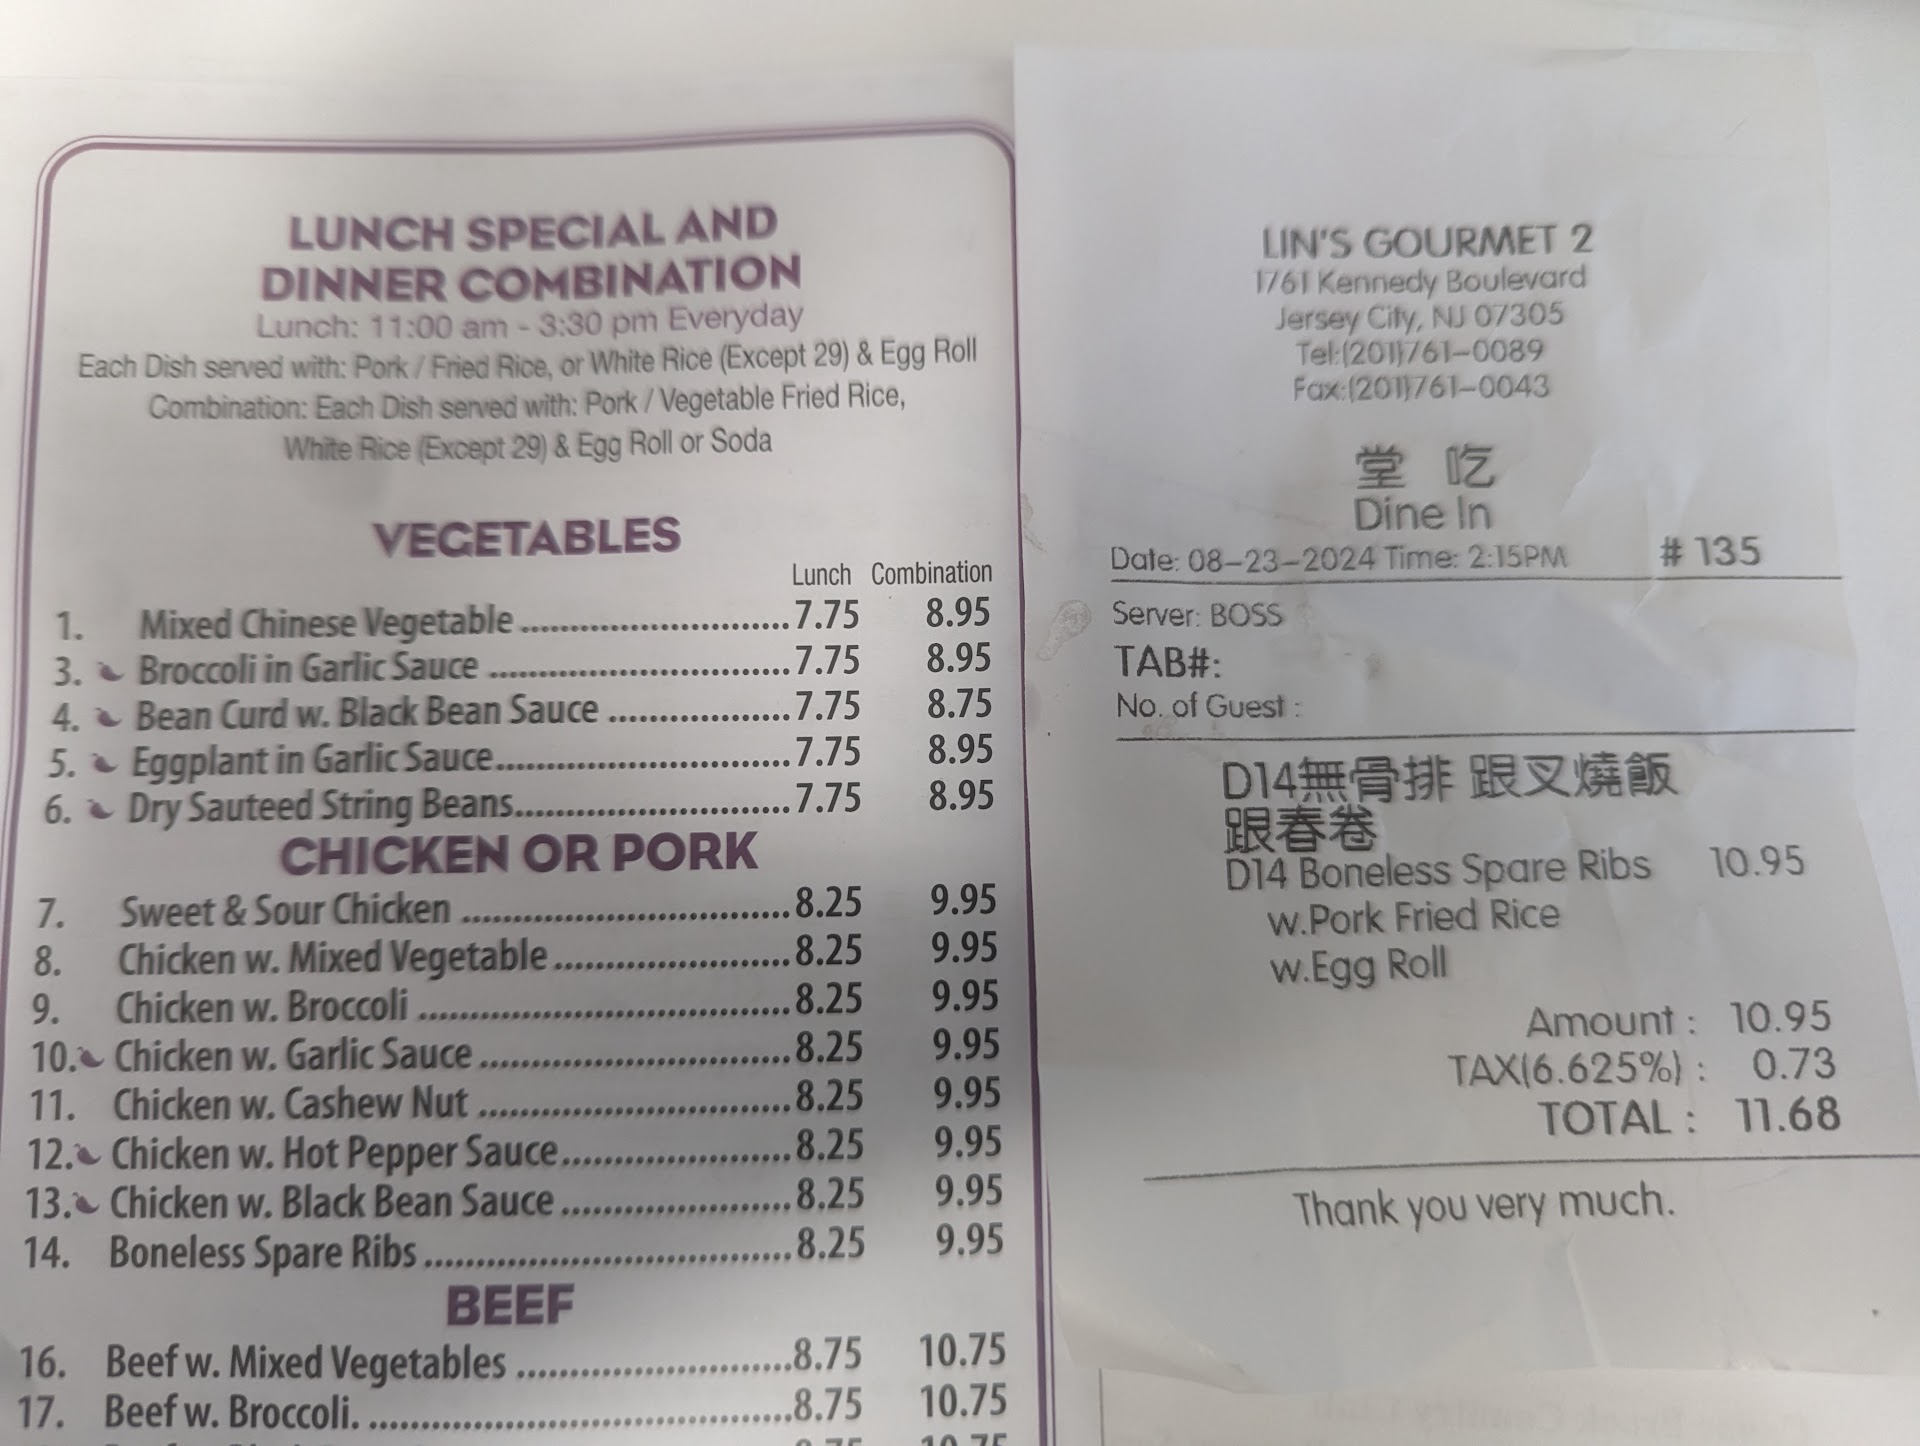 LUNCH SPECIAL AND
DINNER COMBINATION
Lunch: 11:00 am - 3:30 pm Everyday
Each Dish served with: Pork / Fried Rice, or White Rice (Except 29) & Egg Roll
Combination: Each Dish served with: Pork / Vegetable Fried Rice,
White Rice (Except 29) & Egg Roll or Soda
VEGETABLES
Lunch Combination
1. Mixed Chinese Vegetable 7.75 8.95
3. Broccoli in Garlic Sauce 7.75 8.95
4. Bean Curd w. Black Bean Sauce 7.75 8.75
5. Eggplant in Garlic Sauce 7.75 8.95
6. Dry Sauteed String Beans 7.75 8.95
CHICKEN OR PORK
7. Sweet & Sour Chicken 8.25 9.95
8. Chicken w. Mixed Vegetable 8.25 9.95
9. Chicken w. Broccoli 8.25 9.95
10. Chicken w. Garlic Sauce 8.25 9.95
11. Chicken w. Cashew Nut 8.25 9.95
12. Chicken w. Hot Pepper Sauce 8.25 9.95
13. Chicken w. Black Bean Sauce 8.25 9.95
14. Boneless Spare Ribs 8.25 9.95
BEEF
16. Beef w. Mixed Vegetables 8.75 10.75
17. Beef w. Broccoli. 8.75 10.75
LIN'S GOURMET 2
1761 Kennedy Boulevard
Jersey City, NJ 07305
Tel:(201)761-0089
Fax:(201)761-0043
堂 吃
Dine In
Date: 08-23-2024 Time: 2:15PM # 135
Server: BOSS
TAB#:
No. of Guest :
D14無骨排 跟叉燒飯
跟春卷
D14 Boneless Spare Ribs 10.95
w.Pork Fried Rice
w.Egg Roll
Amount : 10.95
TAX(6.625%) : 0.73
TOTAL : 11.68
Thank you very much.